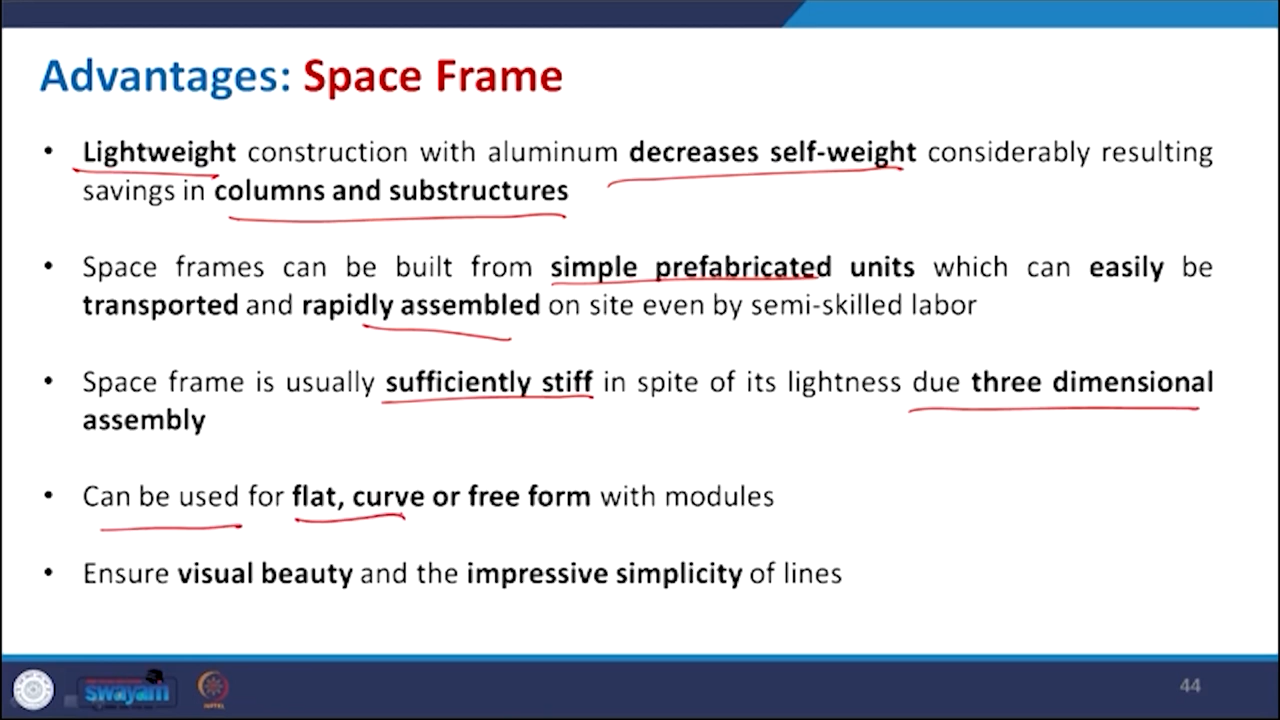 Advantages: Space Frame
• Lightweight construction with aluminum decreases self-weight considerably resulting
savings in columns and substructures
• Space frames can be built from simple prefabricated units which can easily be
transported and rapidly assembled on site even by semi-skilled labor
• Space frame is usually sufficiently stiff in spite of its lightness due three dimensional
assembly
• Can be used for flat, curve or free form with modules
• Ensure visual beauty and the impressive simplicity of lines
swayam
44